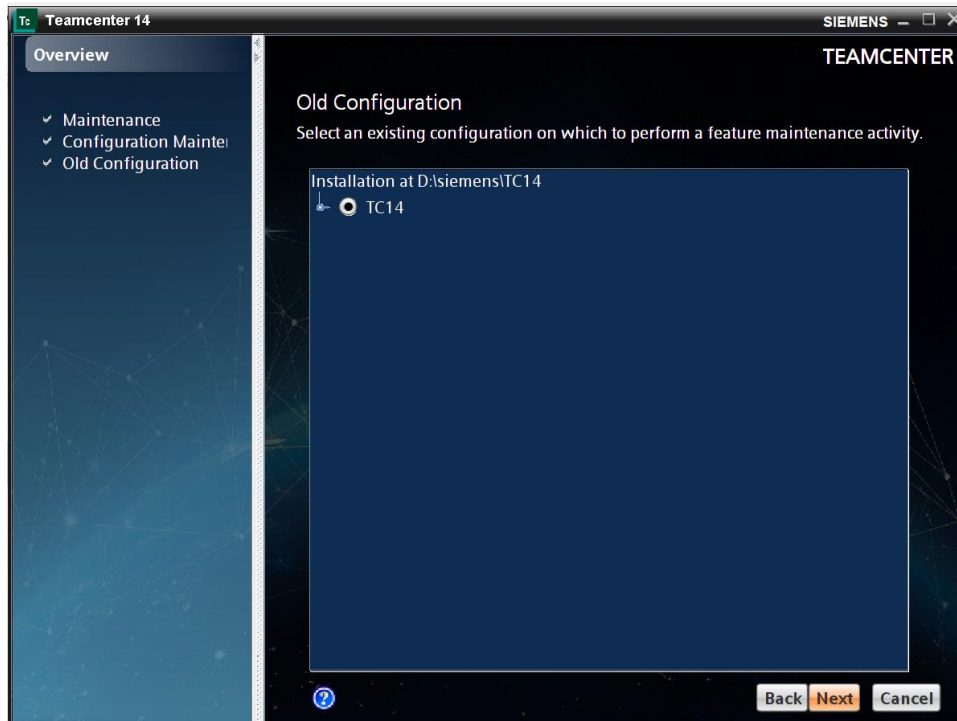 Tc Teamcenter 14
SIEMENS
Overview
TEAMCENTER
Maintenance
Configuration Mainte
Old Configuration
Old Configuration
Select an existing configuration on which to perform a feature maintenance activity.
Installation at D:\siemens\TC14
TC14
?
Back Next Cancel